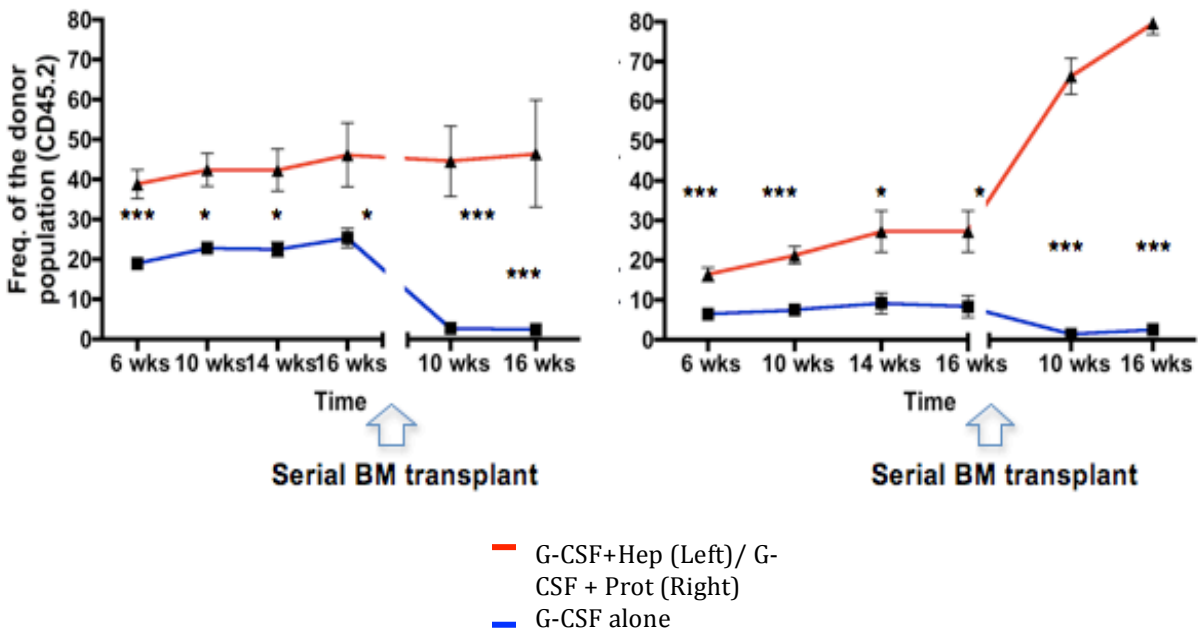 Freq. of the donor
population (CD45.2)
80
70
60
50
40
30
20
10
0
*** * * * *** ***
6 wks 10 wks 14 wks 16 wks 10 wks 16 wks
Time
Serial BM transplant
80
70
60
50
40
30
20
10
0
*** *** * * *** ***
6 wks 10 wks 14 wks 16 wks 10 wks 16 wks
Time
Serial BM transplant
G-CSF+Hep (Left)/ G-
CSF + Prot (Right)
G-CSF alone